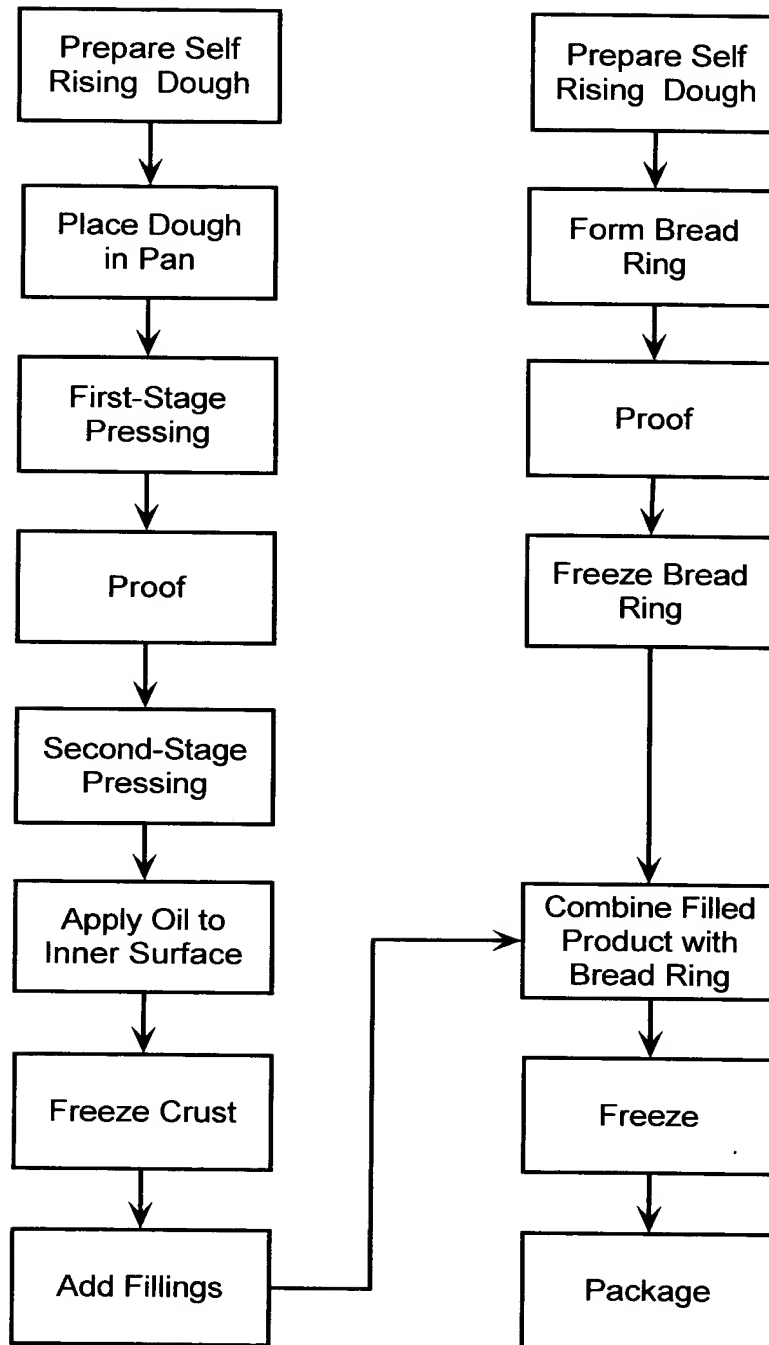 Prepare Self
Rising Dough
Place Dough
in Pan
First-Stage
Pressing
Proof
Second-Stage
Pressing
Apply Oil to
Inner Surface
Freeze Crust
Add Fillings
Prepare Self
Rising Dough
Form Bread
Ring
Proof
Freeze Bread
Ring
Combine Filled
Product with
Bread Ring
Freeze
Package